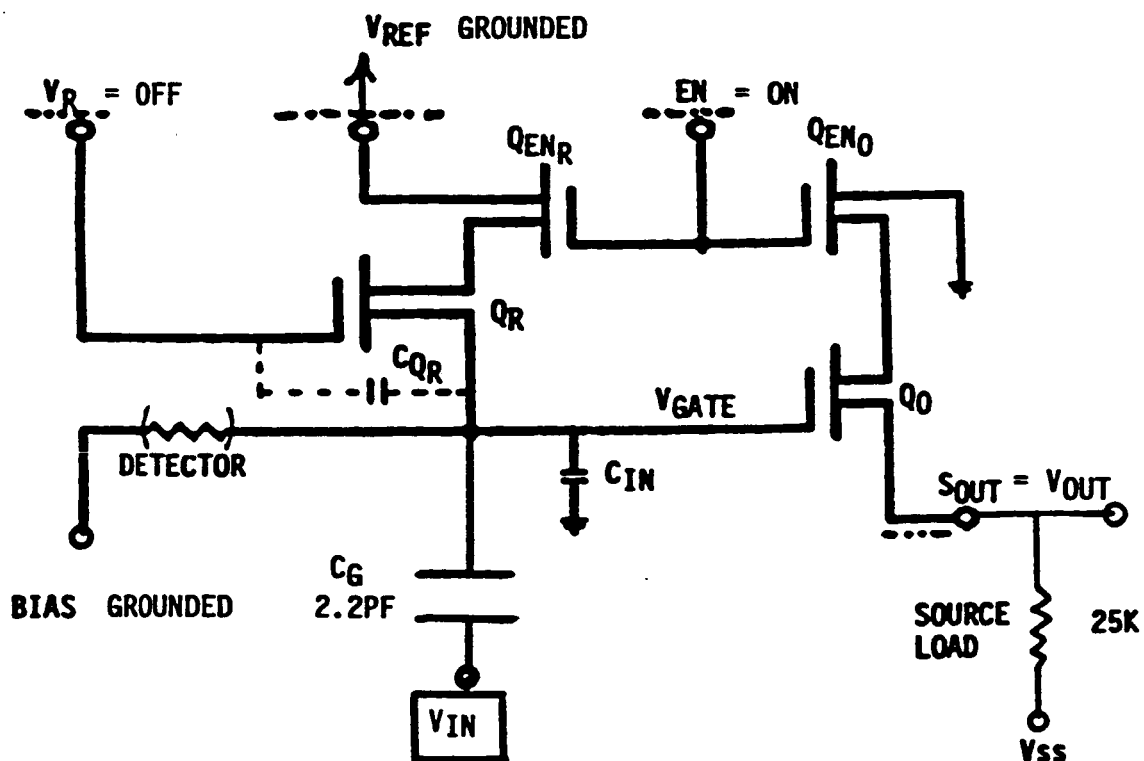 VREF GROUNDED
VR = OFF
EN = ON
QENR
QENO
QR
CQR
VGATE
QO
DETECTOR
CIN
SOUT = VOUT
CG
2.2PF
BIAS GROUNDED
SOURCE
LOAD
25K
VIN
VSS